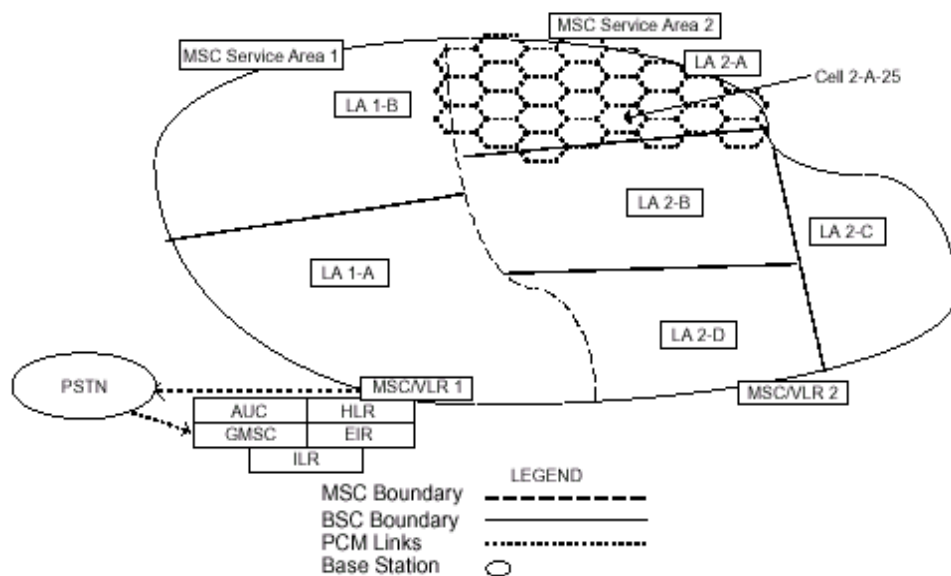 MSC Service Area 2
MSC Service Area 1
LA 2-A
Cell 2-A-25
LA 1-B
LA 2-B
LA 2-C
LA 1-A
LA 2-D
PSTN
MSC/VLR 1
MSC/VLR 2
AUC HLR
GMSC EIR
ILR
LEGEND
MSC Boundary
BSC Boundary
PCM Links
Base Station